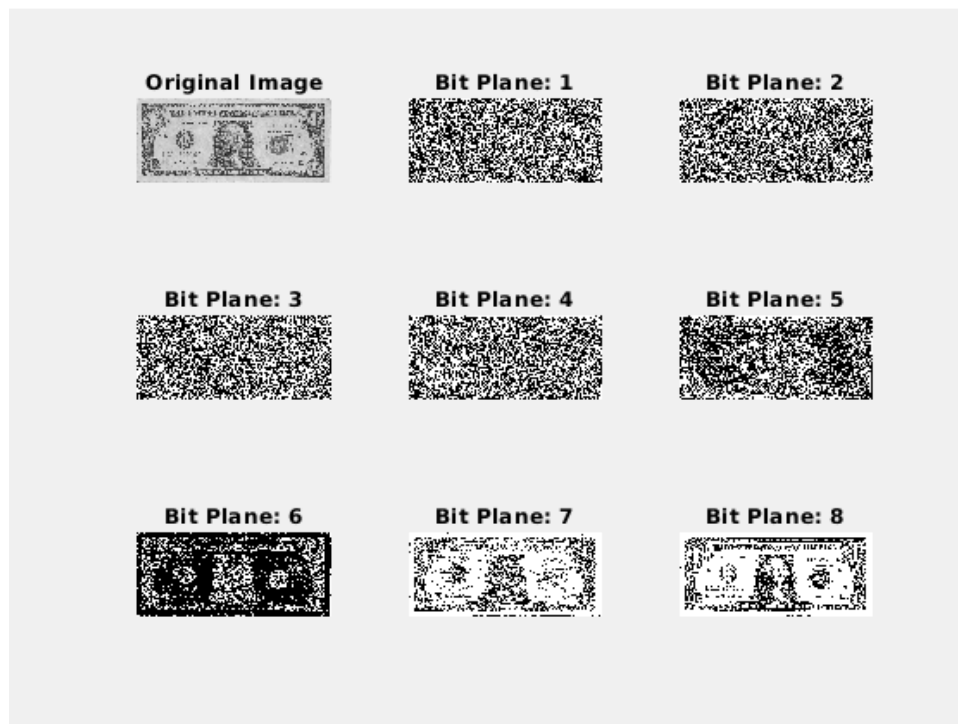 Original Image
Bit Plane: 1
Bit Plane: 2
Bit Plane: 3
Bit Plane: 4
Bit Plane: 5
Bit Plane: 6
Bit Plane: 7
Bit Plane: 8